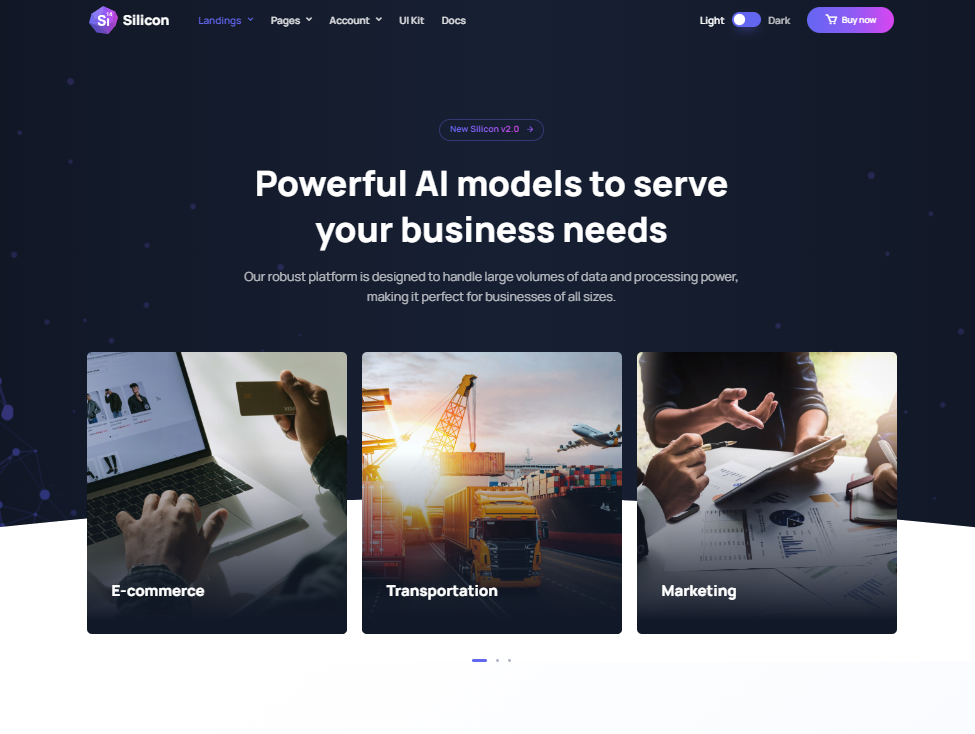 Si 14 Silicon Landings Pages Account UI Kit Docs Light Dark Buy now
New Silicon v2.0 →
Powerful AI models to serve
your business needs
Our robust platform is designed to handle large volumes of data and processing power,
making it perfect for businesses of all sizes.
VISA
E-commerce
Transportation
Marketing